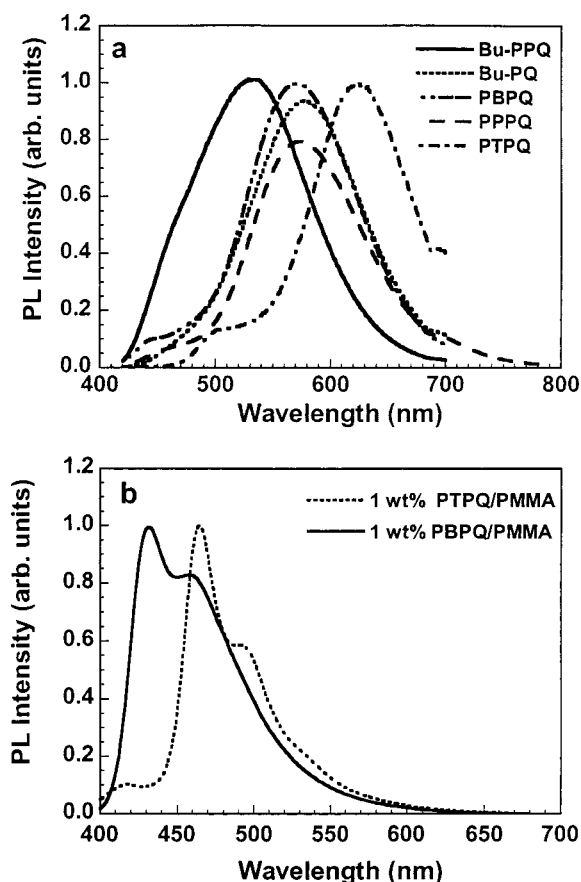 a
Bu-PPQ
Bu-PQ
PBPQ
PPPQ
PTPQ
PL Intensity (arb. units)
1.2
1.0
0.8
0.6
0.4
0.2
0.0
400 500 600 700 800
Wavelength (nm)
b
1 wt% PTPQ/PMMA
1 wt% PBPQ/PMMA
PL Intensity (arb. units)
1.2
1.0
0.8
0.6
0.4
0.2
0.0
400 450 500 550 600 650 700
Wavelength (nm)